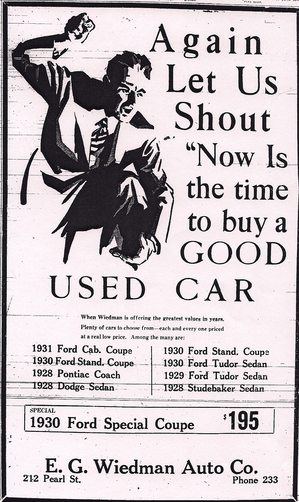 Again
Let Us
Shout
"Now Is
the time
to buy a
GOOD
USED CAR
When Wiedman is offering the greatest values in years.
Plenty of cars to choose from—each and every one priced
at a real low price. Among the many are:
1931 Ford Cab. Coupe
1930 Ford Stand. Coupe
1928 Pontiac Coach
1928 Dodge Sedan
1930 Ford Stand. Coupe
1930 Ford Tudor Sedan
1929 Ford Tudor Sedan
1928 Studebaker Sedan
SPECIAL
1930 Ford Special Coupe $195
E. G. Wiedman Auto Co.
212 Pearl St. Phone 233